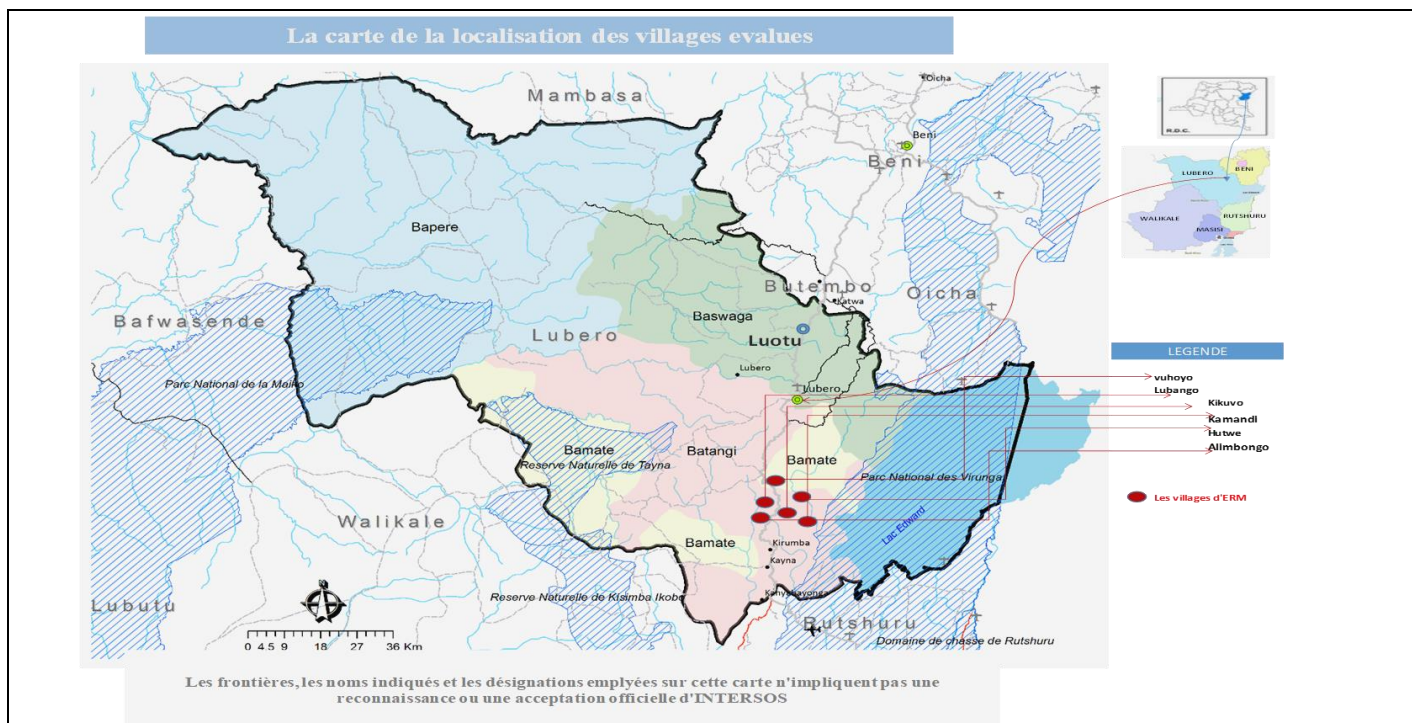 La carte de la localisation des villages evalues
Oicha
Mambasa
Beni
Beni
R.D.C.
LUBERO
BENI
WALIKALE
RUTSHURU
MASISI
Bapere
Butembo
Katwa
Oicha
Bafwasende
Baswaga
Lubero
Luotu
LEGENDE
Parc National de la Maiko
Lubero
Lubero
vuhoyo
Lubango
Kikuvo
Kamandi
Hutwe
Alimbongo
Bamate
Reserve Naturelle de Tayna
Batangi
Bamate
Parc National des Virunga
Les villages d'ERM
Walikale
Lac Edward
Bamate
Kirumba
Kayna
Lubutu
Reserve Naturelle de Kisimba Ikobo
Kanyabayonga
Rutshuru
Domaine de chasse de Rutshuru
0 4.5 9 18 27 36 Km
Les frontières, les noms indiqués et les désignations emplyées sur cette carte n'impliquent pas une
reconnaissance ou une acceptation officielle d'INTERSOS